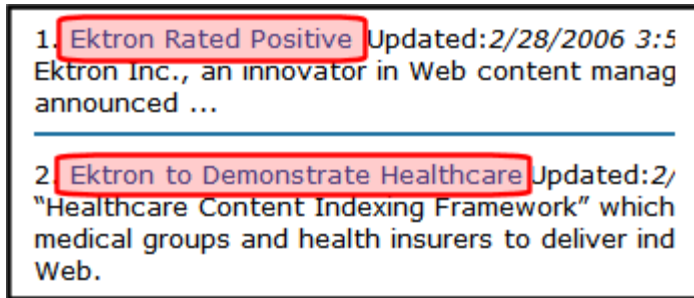 1. Ektron Rated Positive Updated:2/28/2006 3:5
Ektron Inc., an innovator in Web content manag
announced ...
2. Ektron to Demonstrate Healthcare Updated:2/
“Healthcare Content Indexing Framework” which
medical groups and health insurers to deliver ind
Web.